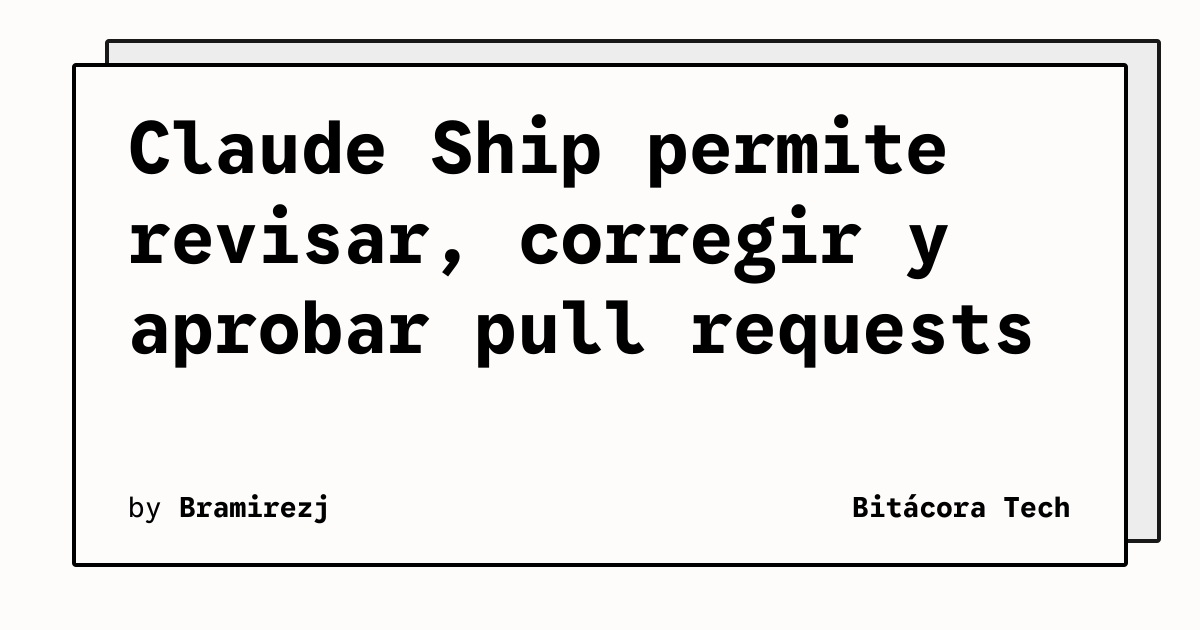 Claude Ship permite
revisar, corregir y
aprobar pull requests
by Bramirezj
Bitácora Tech